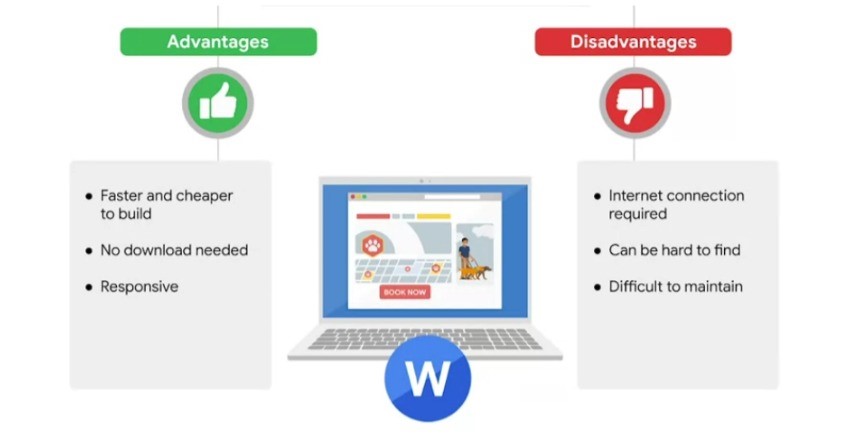 Advantages
Disadvantages
Faster and cheaper
to build
No download needed
Responsive
BOOK NOW
W
Internet connection
required
Can be hard to find
Difficult to maintain